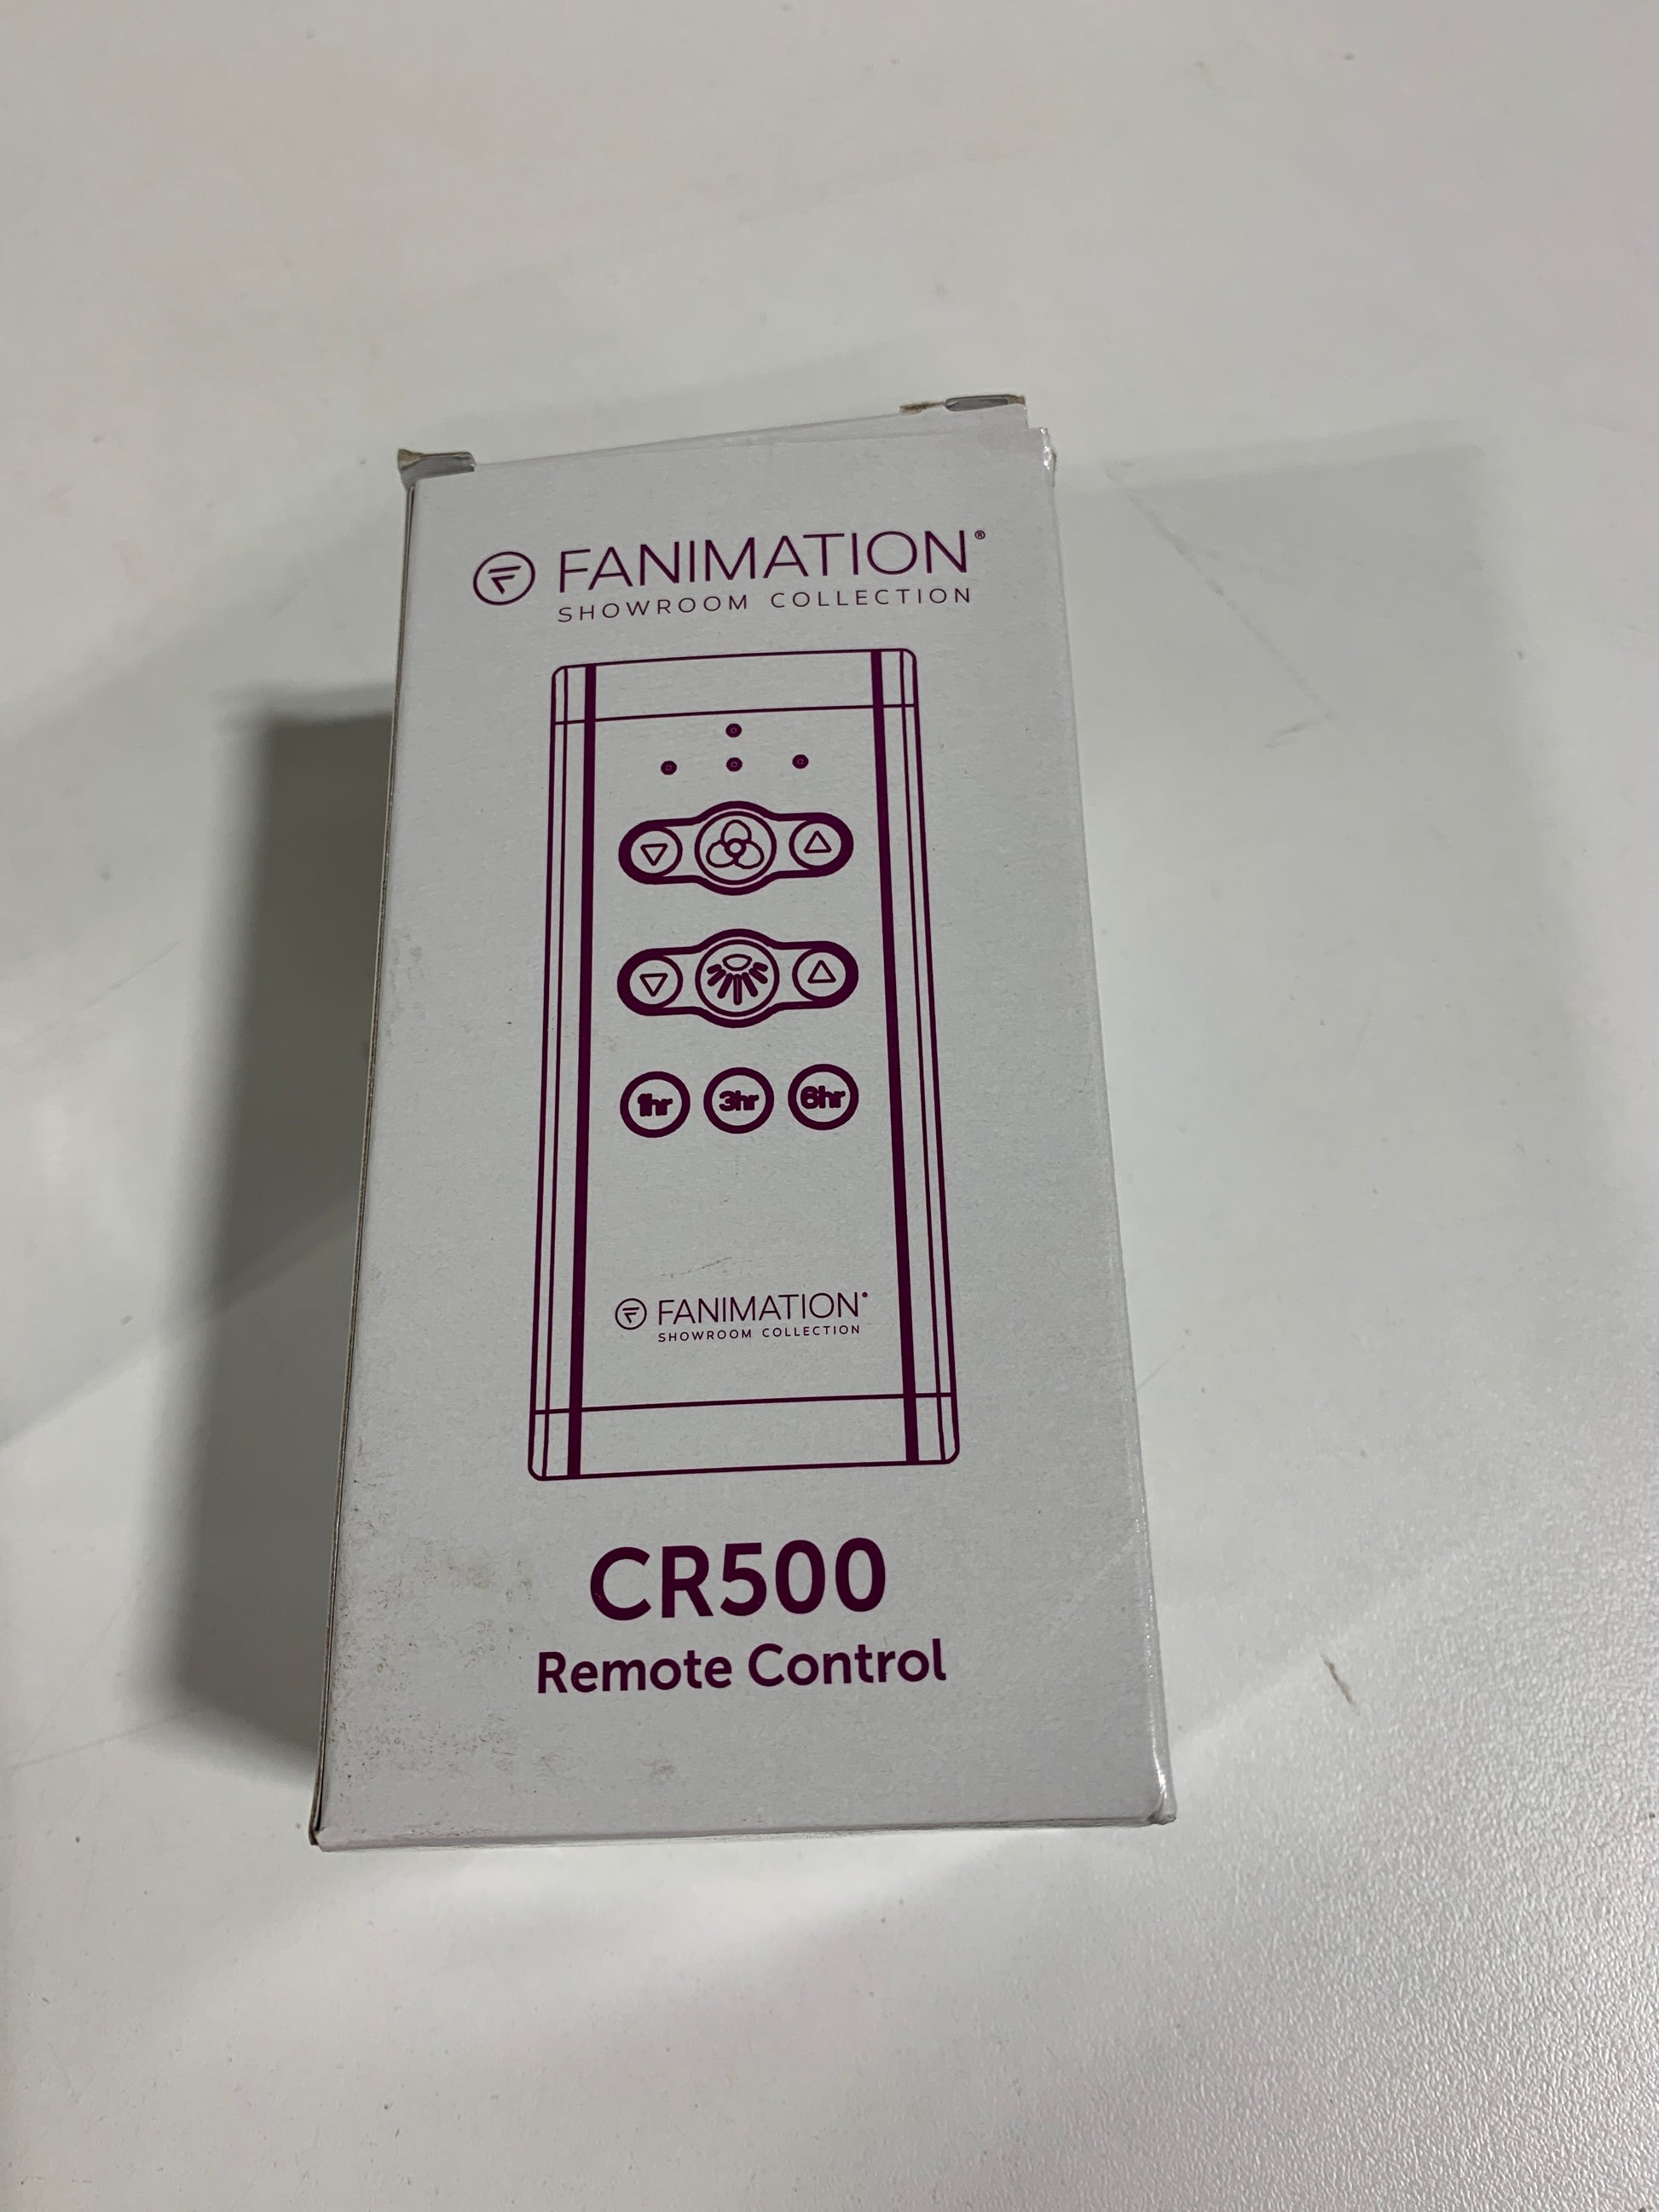 FANIMATION®
SHOWROOM COLLECTION
1hr 3hr 6hr
FANIMATION®
SHOWROOM COLLECTION
CR500
Remote Control